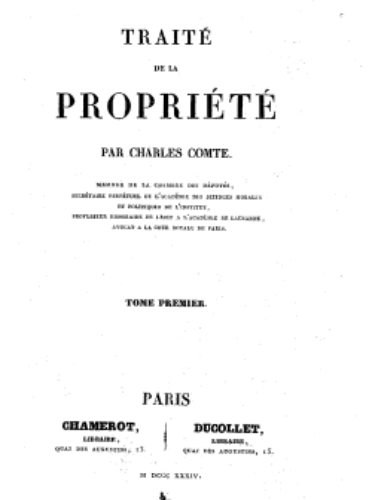 TRAITÉ
DE LA
PROPRIÉTÉ
PAR CHARLES COMTE.
MEMBRE DE LA CHAMBRE DES DÉPUTÉS,
SECRÉTAIRE PERPÉTUEL DE L'ACADÉMIE DES SCIENCES MORALES
ET POLITIQUES DE L'INSTITUT,
PROFESSEUR HONORAIRE DE DROIT A L'ACADÉMIE DE LAUSANNE,
AVOCAT A LA COUR ROYALE DE PARIS.
TOME PREMIER.
PARIS
CHAMEROT, DUCOLLET,
LIBRAIRE, LIBRAIRE,
QUAI DES AUGUSTINS, 13. QUAI DES AUGUSTINS, 15.
M DCCC XXXIV.